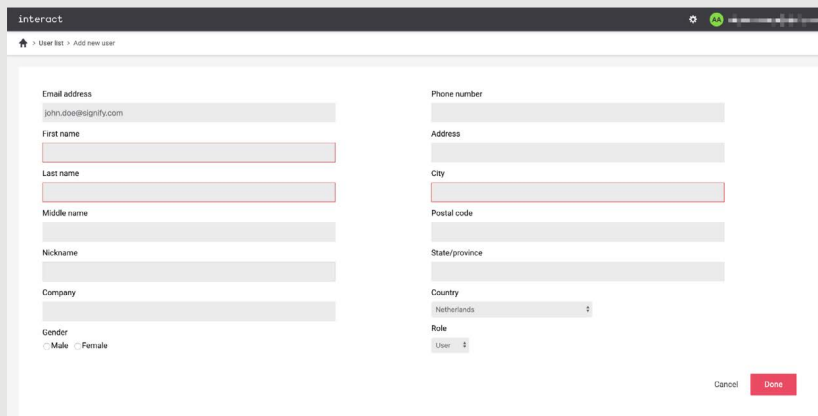 interact
AA
> User list > Add new user
Email address
john.doe@signify.com
First name
Last name
Middle name
Nickname
Company
Gender
Male Female
Phone number
Address
City
Postal code
State/province
Country
Netherlands
Role
User
Cancel Done